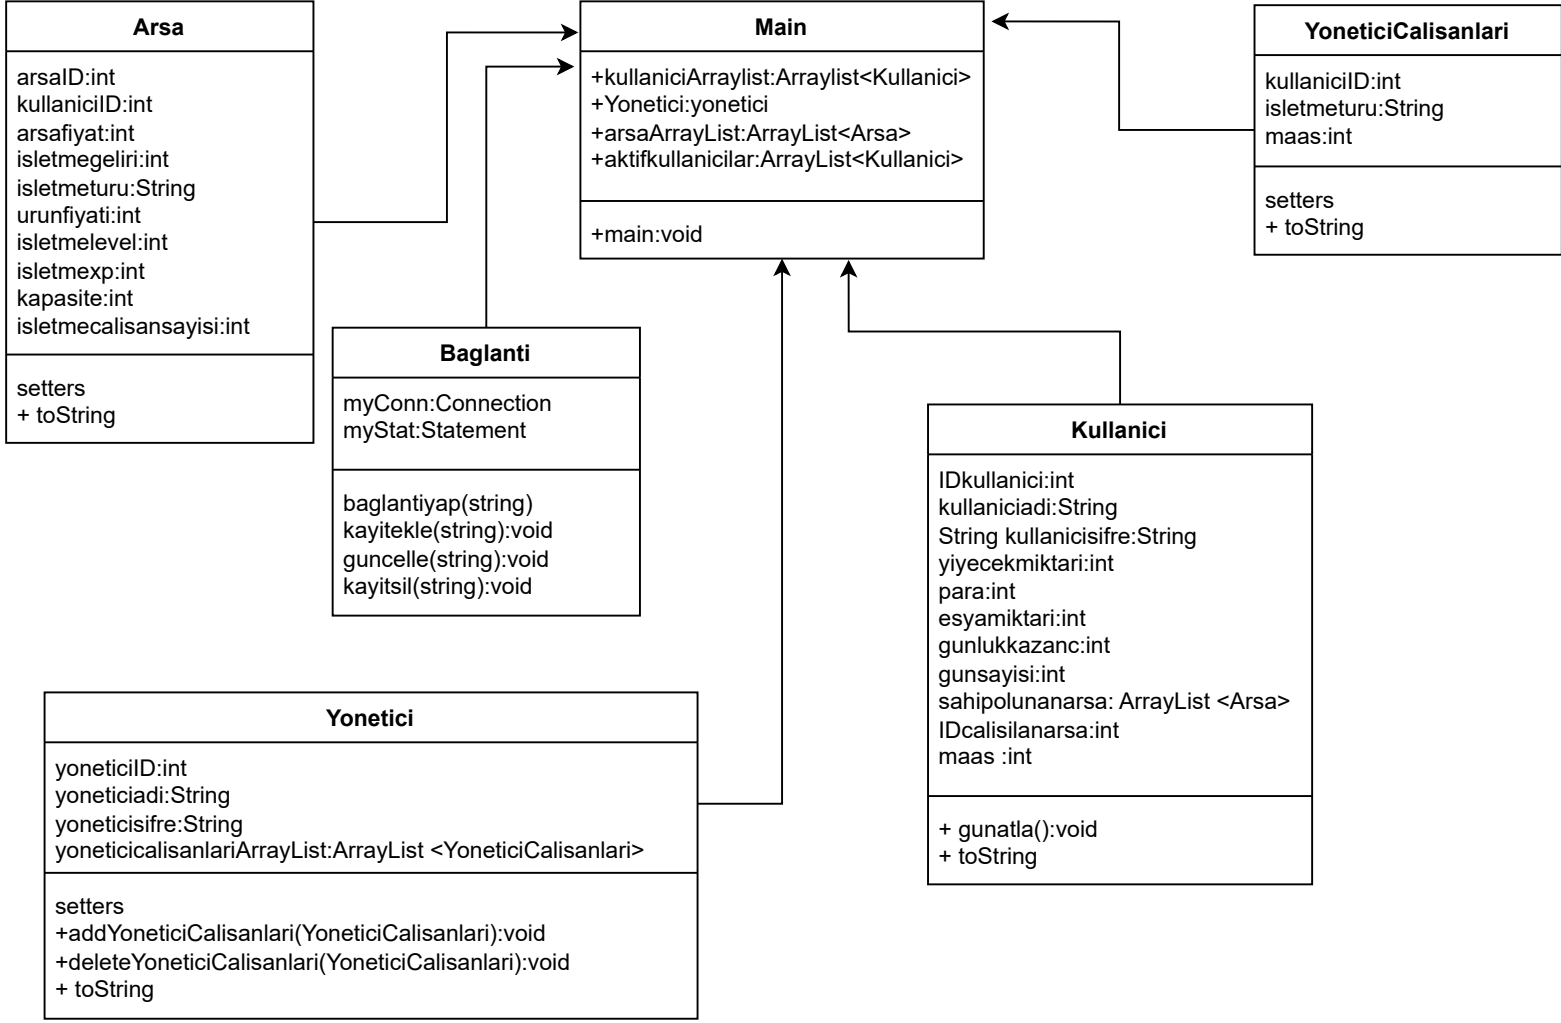 Arsa
arsaID:int
kullaniciID:int
arsafiyat:int
isletmegeliri:int
isletmeturu:String
urunfiyati:int
isletmelevel:int
isletmexp:int
kapasite:int
isletmecalisansayisi:int
setters
+ toString
Main
+kullaniciArraylist:Arraylist<Kullanici>
+Yonetici:yonetici
+arsaArrayList:ArrayList<Arsa>
+aktifkullanicilar:ArrayList<Kullanici>
+main:void
YoneticiCalisanlari
kullaniciID:int
isletmeturu:String
maas:int
setters
+ toString
Baglanti
myConn:Connection
myStat:Statement
baglantiyap(string)
kayitekle(string):void
guncelle(string):void
kayitsil(string):void
Kullanici
IDkullanici:int
kullaniciadi:String
String kullanicisifre:String
yiyecekmiktari:int
para:int
esyamiktari:int
gunlukkazanc:int
gunsayisi:int
sahipolunanarsa: ArrayList <Arsa>
IDcalisilanarsa:int
maas :int
+ gunatla():void
+ toString
Yonetici
yoneticiID:int
yoneticiadi:String
yoneticisifre:String
yoneticicalisanlariArrayList:ArrayList <YoneticiCalisanlari>
setters
+addYoneticiCalisanlari(YoneticiCalisanlari):void
+deleteYoneticiCalisanlari(YoneticiCalisanlari):void
+ toString